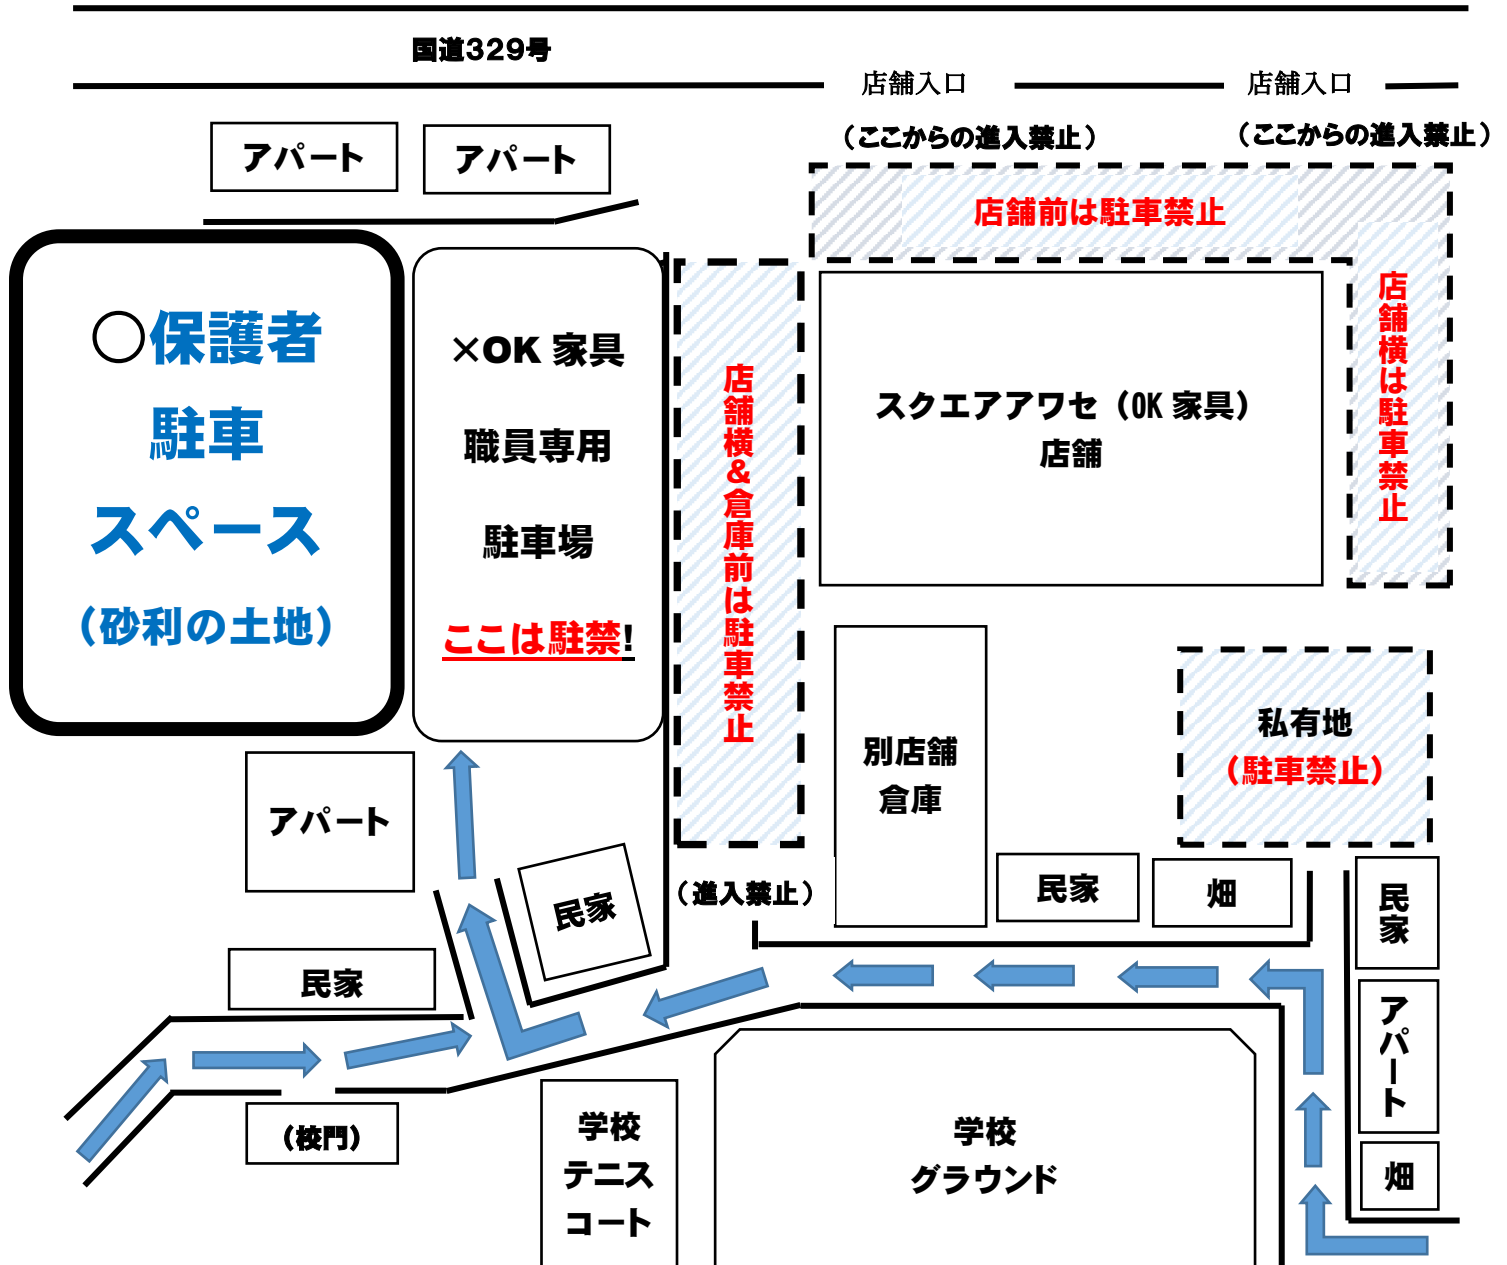 国道329号
店舗入口
店舗入口
（ここからの進入禁止）
（ここからの進入禁止）
アパート
アパート
店舗前は駐車禁止
○保護者
駐車
スペース
（砂利の土地）
×OK 家具
職員専用
駐車場
ここは駐禁!
店舗横&倉庫前は駐車禁止
スクエアアワセ（OK 家具）
店舗
店舗横は駐車禁止
別店舗
倉庫
私有地
（駐車禁止）
アパート
民家
（進入禁止）
民家
畑
民家
民家
アパート
畑
（校門）
学校
テニス
コート
学校
グラウンド